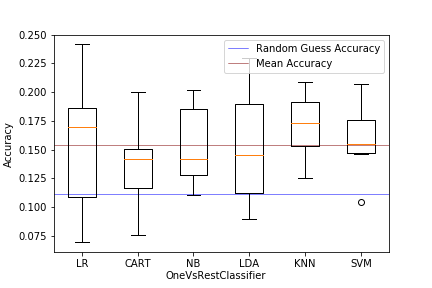 0.250
0.225
0.200
0.175
0.150
0.125
0.100
0.075
Accuracy
Random Guess Accuracy
Mean Accuracy
LR CART NB LDA KNN SVM
OneVsRestClassifier